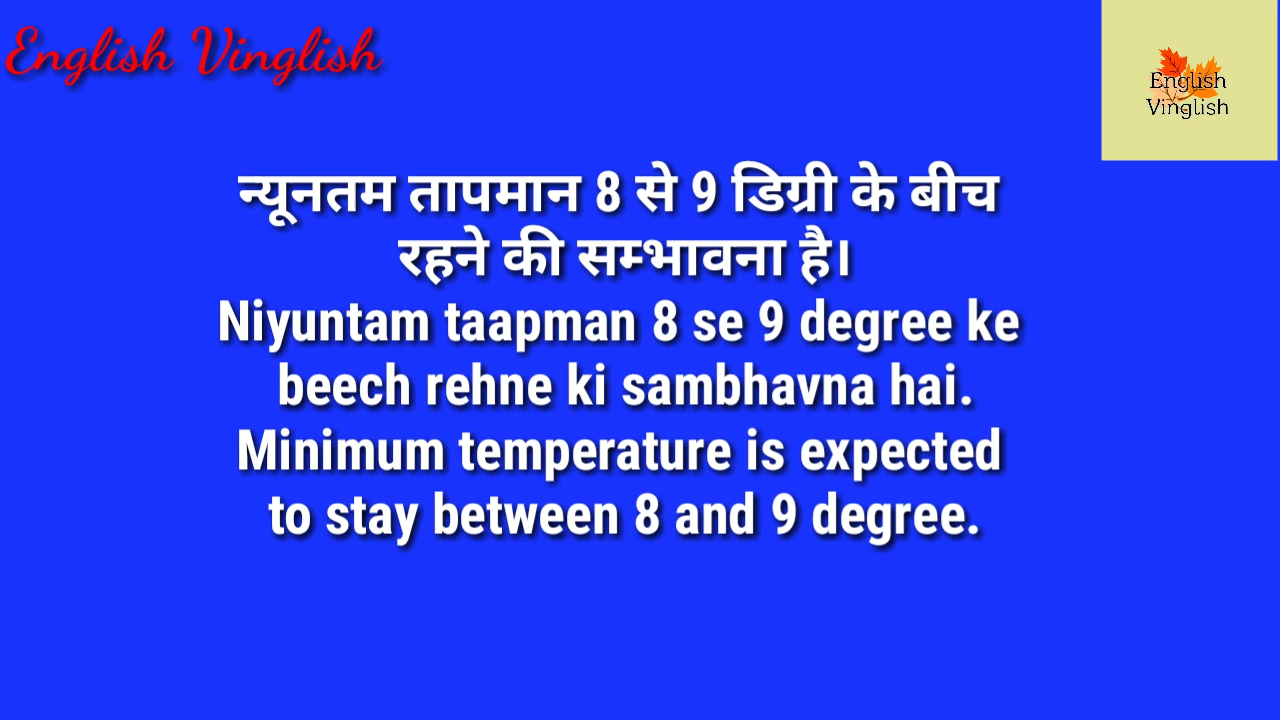 English Vinglish
English
Vinglish
न्यूनतम तापमान 8 से 9 डिग्री के बीच
रहने की सम्भावना है।
Niyuntam taapman 8 se 9 degree ke
beech rehne ki sambhavna hai.
Minimum temperature is expected
to stay between 8 and 9 degree.